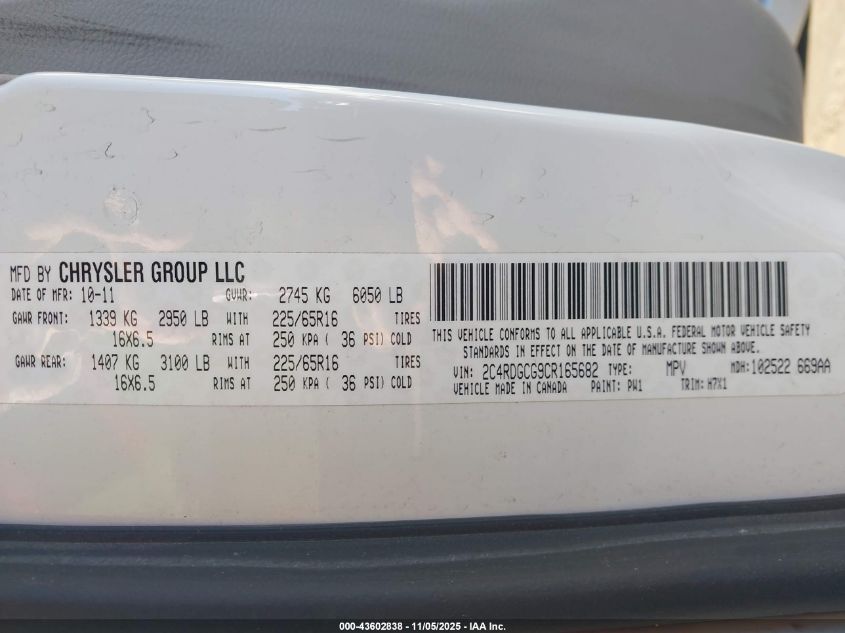 MFD BY CHRYSLER GROUP LLC
DATE OF MFR: 10-11 GVWR: 2745 KG 6050 LB
GAWR FRONT: 1339 KG 2950 LB WITH 225/65R16 TIRES
16X6.5 RIMS AT 250 KPA ( 36 PSI) COLD
GAWR REAR: 1407 KG 3100 LB WITH 225/65R16 TIRES
16X6.5 RIMS AT 250 KPA ( 36 PSI) COLD
THIS VEHICLE CONFORMS TO ALL APPLICABLE U.S.A. FEDERAL MOTOR VEHICLE SAFETY
STANDARDS IN EFFECT ON THE DATE OF MANUFACTURE SHOWN ABOVE.
VIN: 2C4RDGCG9CR165682 TYPE: MPV MDH: 102522 669AA
VEHICLE MADE IN CANADA PAINT: PW1 TRIM: H7X1
000-43602838 - 11/05/2025 - IAA Inc.